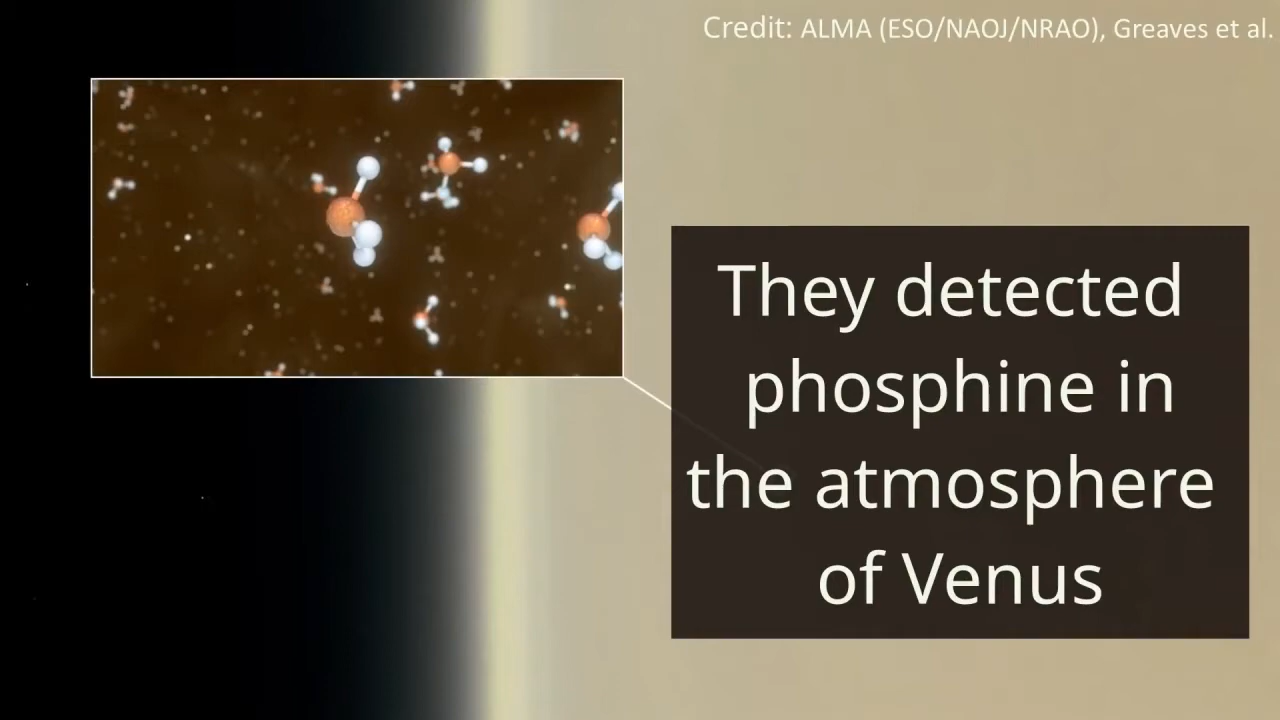 Credit: ALMA (ESO/NAOJ/NRAO), Greaves et al.
They detected
phosphine in
the atmosphere
of Venus